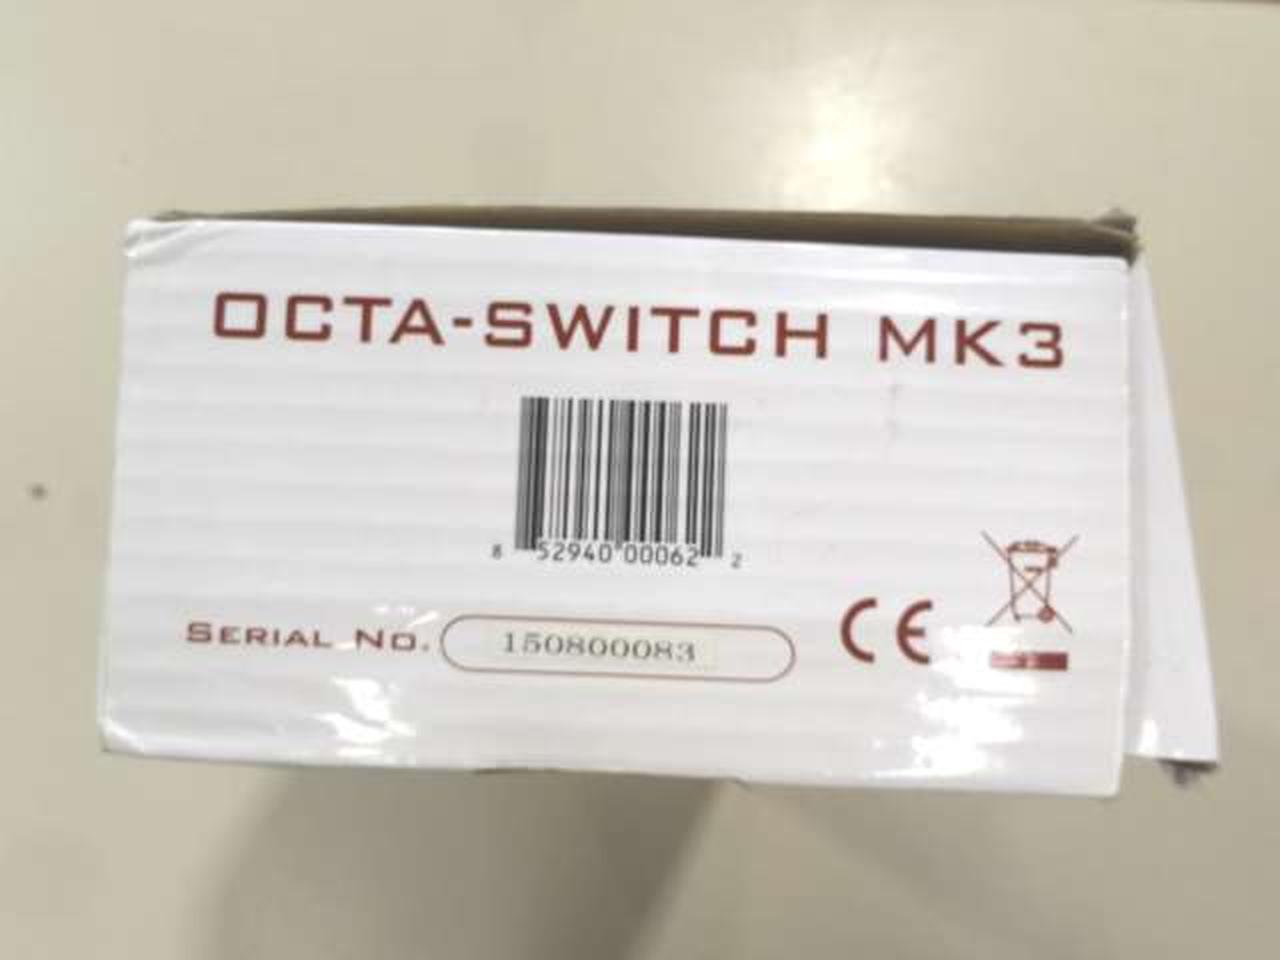 OCTA-SWITCH MK3
8 52940 00062 2
SERIAL NO. 150800083
CE